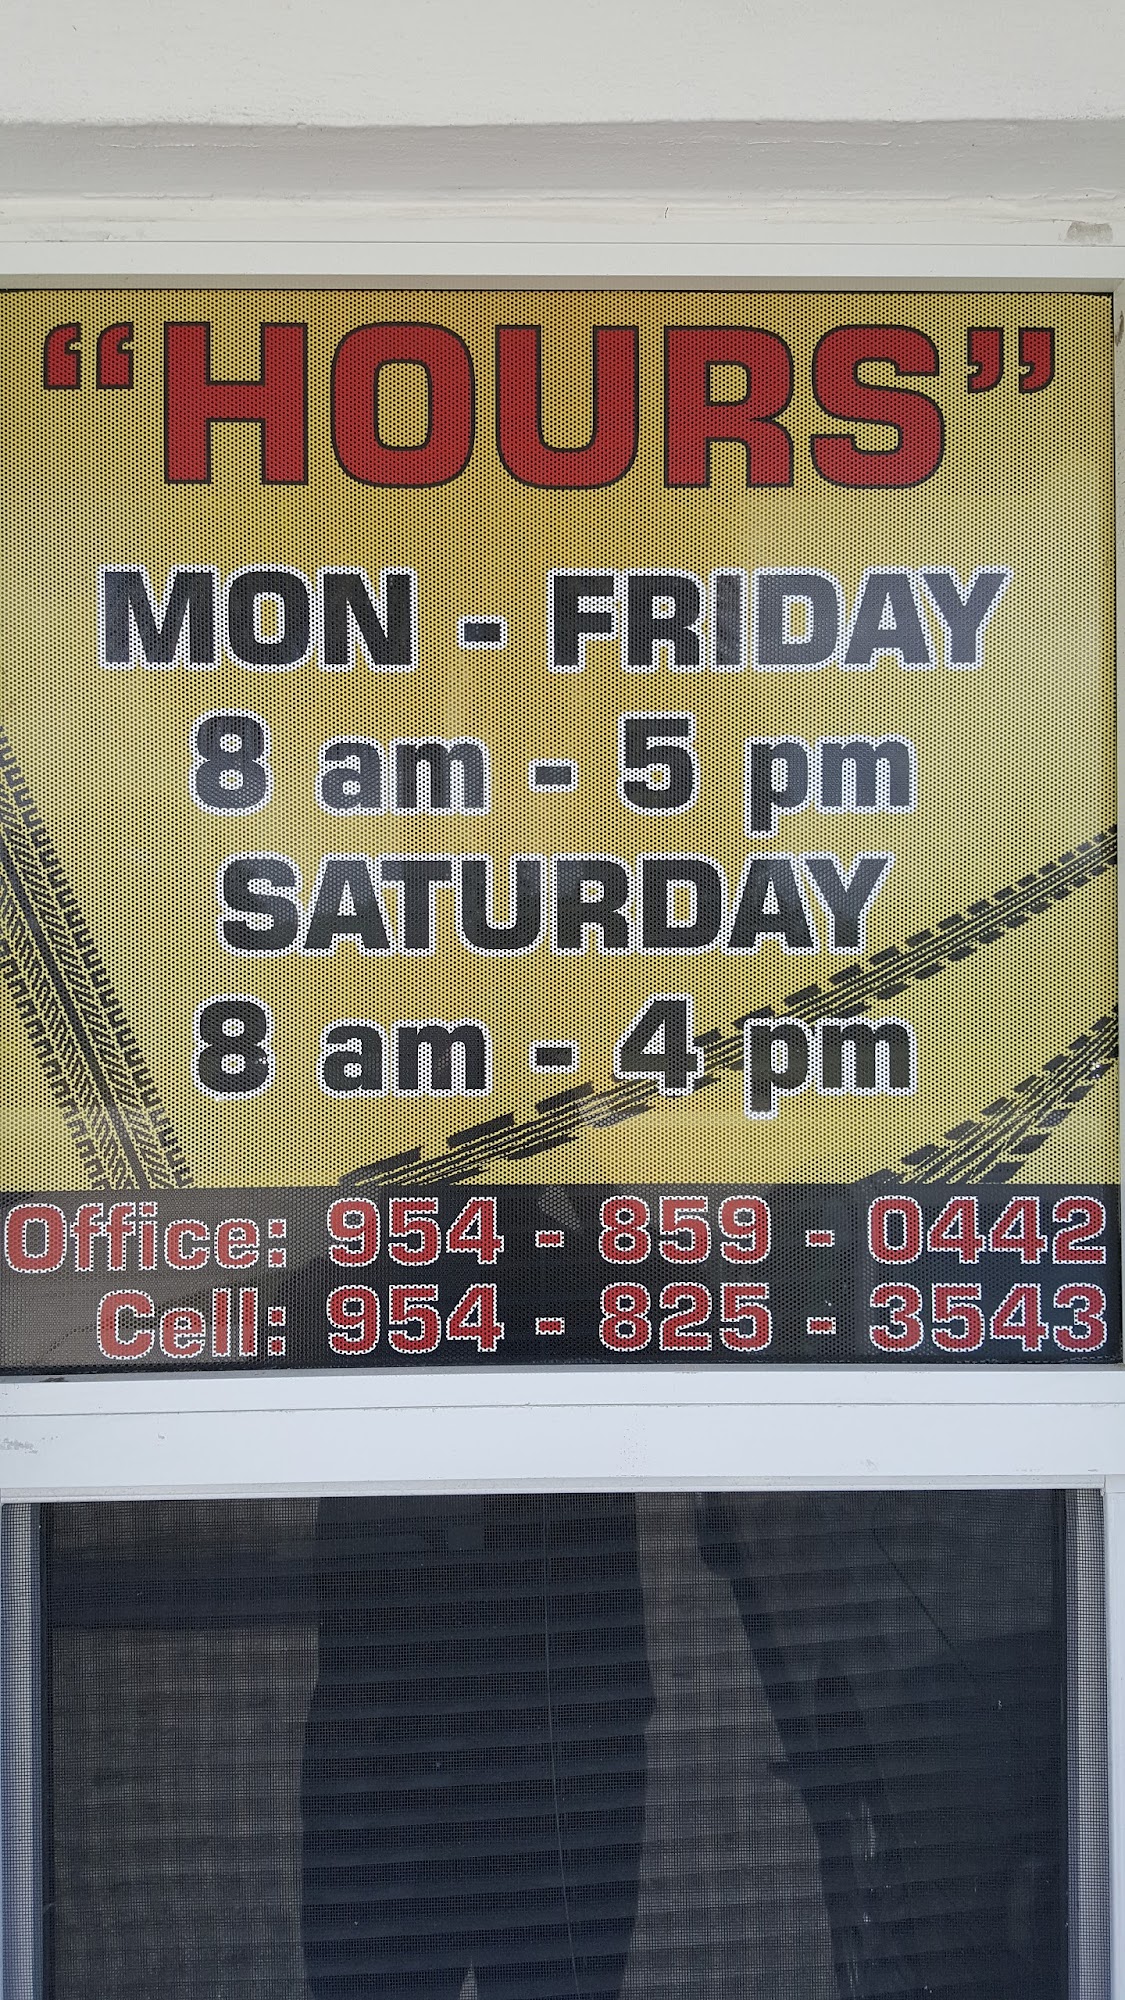 “HOURS”
MON - FRIDAY
8 am - 5 pm
SATURDAY
8 am - 4 pm
Office: 954 - 859 - 0442
Cell: 954 - 825 - 3543